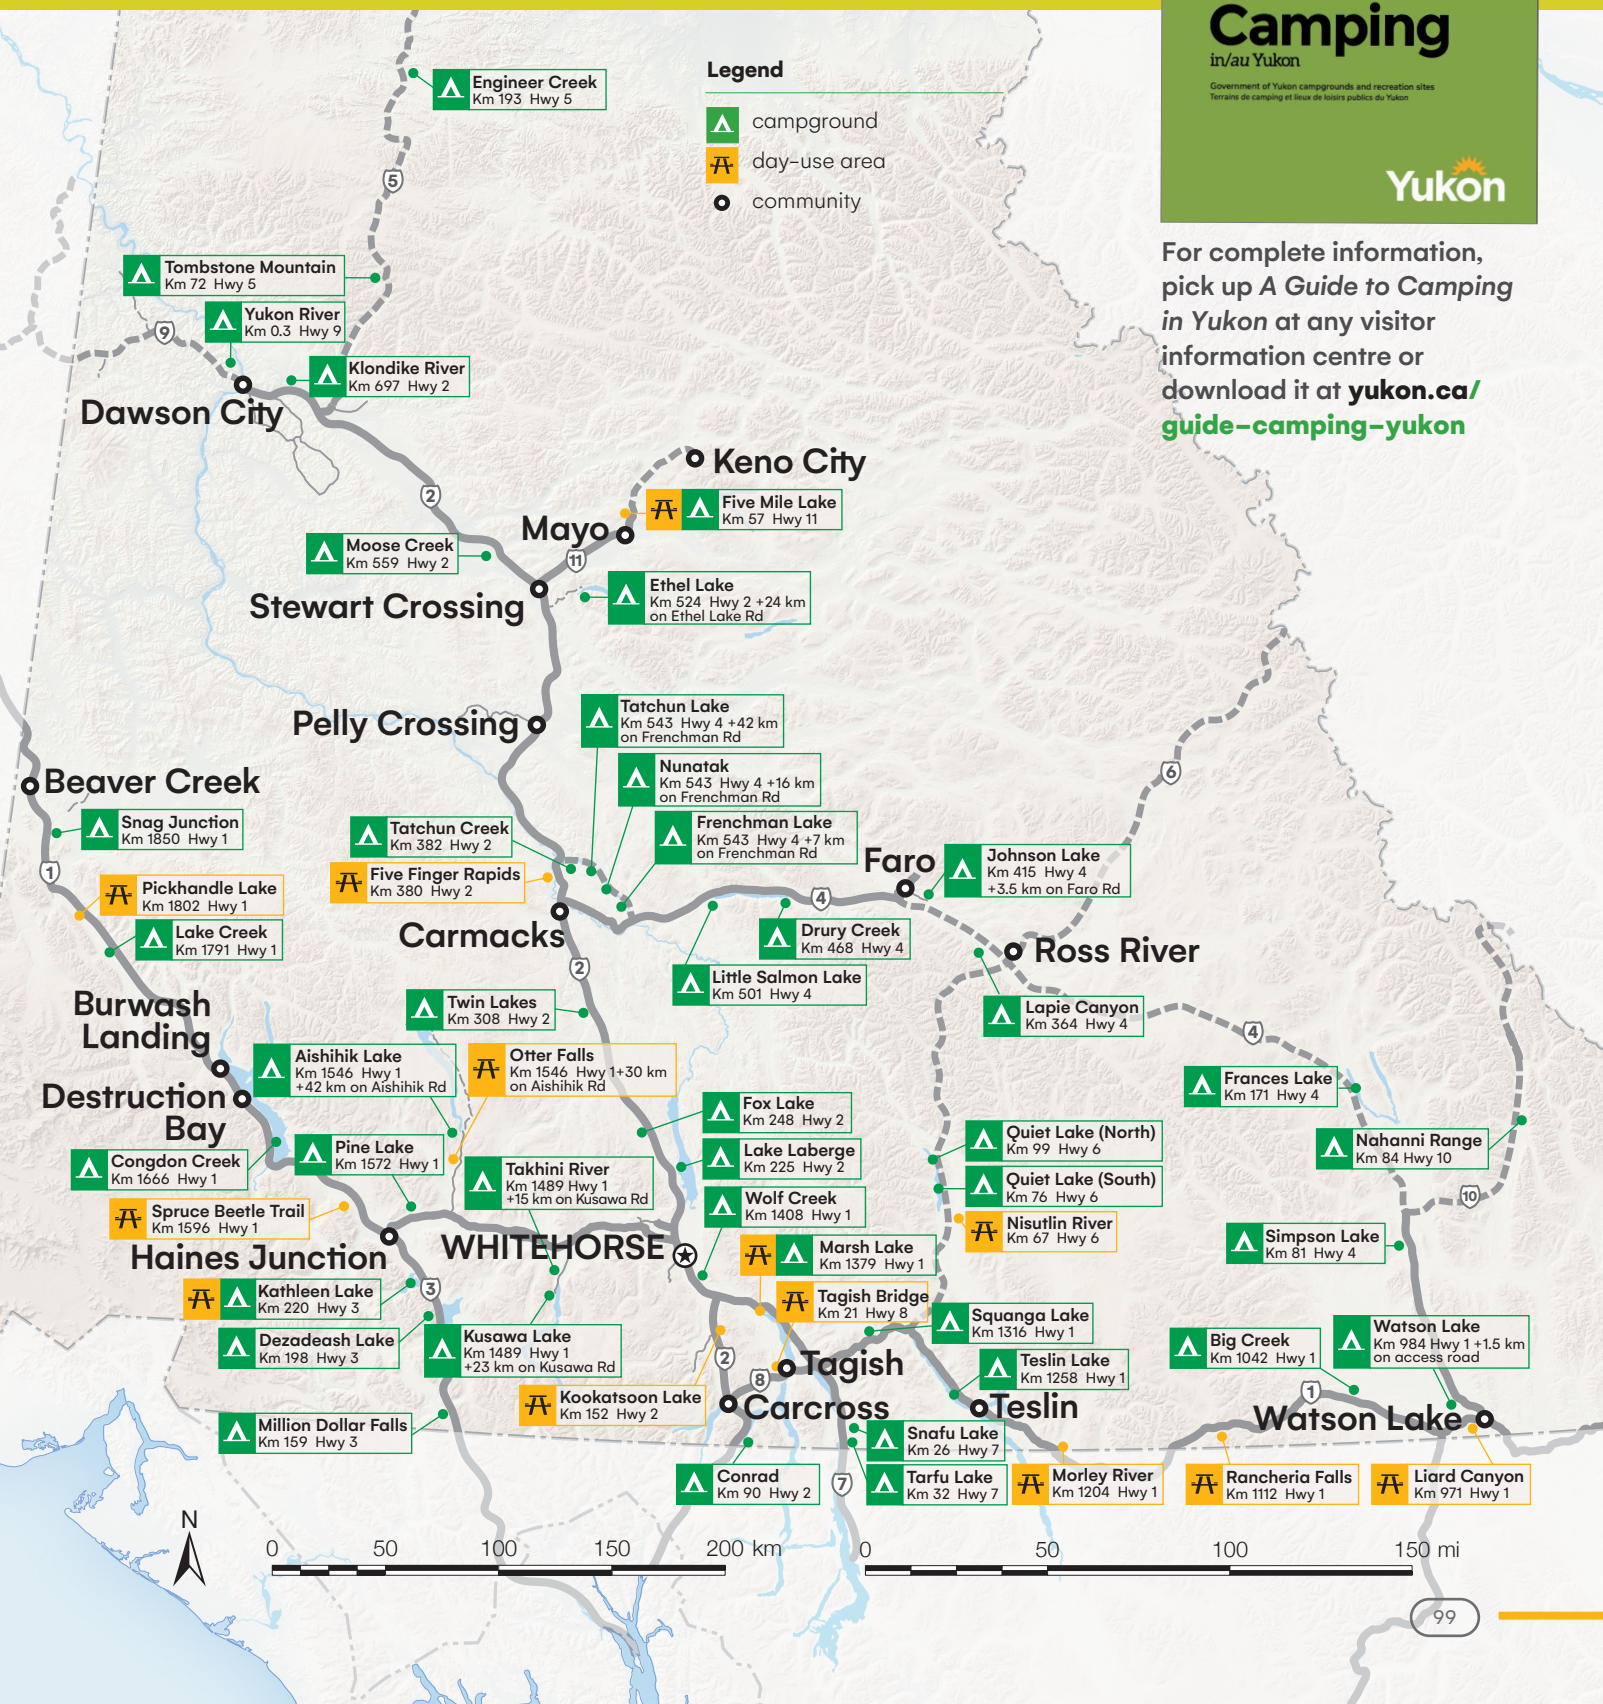 Camping
in/au Yukon
Government of Yukon campgrounds and recreation sites
Terrains de camping et lieux de loisirs publics du Yukon
Yukon
For complete information,
pick up A Guide to Camping
in Yukon at any visitor
information centre or
download it at yukon.ca/
guide-camping-yukon
Legend
campground
day-use area
community
Engineer Creek
Km 193 Hwy 5
5
Tombstone Mountain
Km 72 Hwy 5
Yukon River
Km 0.3 Hwy 9
9
Klondike River
Km 697 Hwy 2
Dawson City
2
Keno City
Five Mile Lake
Km 57 Hwy 11
Mayo
11
Moose Creek
Km 559 Hwy 2
Stewart Crossing
Ethel Lake
Km 524 Hwy 2 +24 km
on Ethel Lake Rd
Pelly Crossing
Tatchun Lake
Km 543 Hwy 4 +42 km
on Frenchman Rd
Nunatak
Km 543 Hwy 4 +16 km
on Frenchman Rd
Frenchman Lake
Km 543 Hwy 4 +7 km
on Frenchman Rd
6
Beaver Creek
Snag Junction
Km 1850 Hwy 1
1
Tatchun Creek
Km 382 Hwy 2
Five Finger Rapids
Km 380 Hwy 2
Faro
Johnson Lake
Km 415 Hwy 4
+3.5 km on Faro Rd
4
Pickhandle Lake
Km 1802 Hwy 1
Lake Creek
Km 1791 Hwy 1
Carmacks
2
Drury Creek
Km 468 Hwy 4
Little Salmon Lake
Km 501 Hwy 4
Ross River
Lapie Canyon
Km 364 Hwy 4
4
Burwash
Landing
Twin Lakes
Km 308 Hwy 2
Aishihik Lake
Km 1546 Hwy 1
+42 km on Aishihik Rd
Otter Falls
Km 1546 Hwy 1+30 km
on Aishihik Rd
Destruction
Bay
Frances Lake
Km 171 Hwy 4
Fox Lake
Km 248 Hwy 2
Lake Laberge
Km 225 Hwy 2
Wolf Creek
Km 1408 Hwy 1
Quiet Lake (North)
Km 99 Hwy 6
Quiet Lake (South)
Km 76 Hwy 6
Nisutlin River
Km 67 Hwy 6
Nahanni Range
Km 84 Hwy 10
10
Congdon Creek
Km 1666 Hwy 1
Pine Lake
Km 1572 Hwy 1
Takhini River
Km 1489 Hwy 1
+15 km on Kusawa Rd
Spruce Beetle Trail
Km 1596 Hwy 1
Haines Junction
WHITEHORSE
Marsh Lake
Km 1379 Hwy 1
Simpson Lake
Km 81 Hwy 4
Kathleen Lake
Km 220 Hwy 3
3
Tagish Bridge
Km 21 Hwy 8
Squanga Lake
Km 1316 Hwy 1
Dezadeash Lake
Km 198 Hwy 3
Kusawa Lake
Km 1489 Hwy 1
+23 km on Kusawa Rd
Big Creek
Km 1042 Hwy 1
Watson Lake
Km 984 Hwy 1 +1.5 km
on access road
2
8
Tagish
Teslin Lake
Km 1258 Hwy 1
1
Kookatsoon Lake
Km 152 Hwy 2
Carcross
Teslin
Watson Lake
Million Dollar Falls
Km 159 Hwy 3
Snafu Lake
Km 26 Hwy 7
Conrad
Km 90 Hwy 2
7
Tarfu Lake
Km 32 Hwy 7
Morley River
Km 1204 Hwy 1
Rancheria Falls
Km 1112 Hwy 1
Liard Canyon
Km 971 Hwy 1
N
0 50 100 150 200 km
0 50 100 150 mi
99